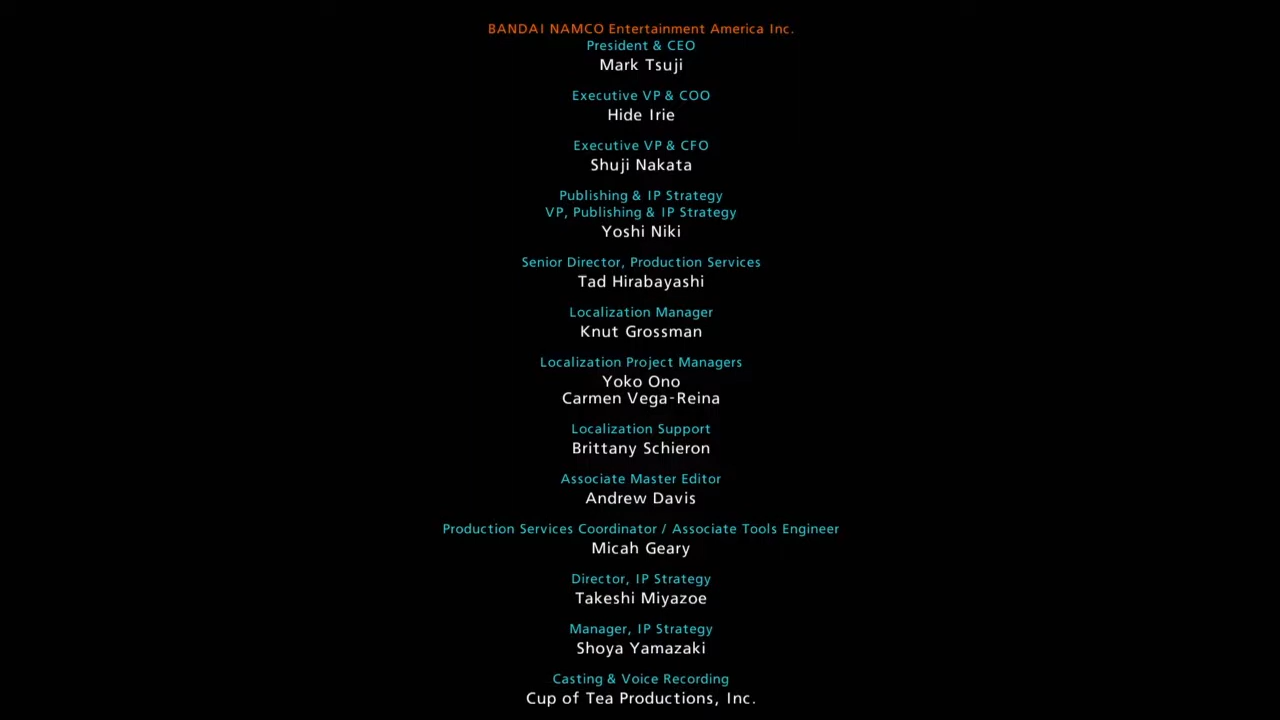 BANDAI NAMCO Entertainment America Inc.
President & CEO
Mark Tsuji
Executive VP & COO
Hide Irie
Executive VP & CFO
Shuji Nakata
Publishing & IP Strategy
VP, Publishing & IP Strategy
Yoshi Niki
Senior Director, Production Services
Tad Hirabayashi
Localization Manager
Knut Grossman
Localization Project Managers
Yoko Ono
Carmen Vega-Reina
Localization Support
Brittany Schieron
Associate Master Editor
Andrew Davis
Production Services Coordinator / Associate Tools Engineer
Micah Geary
Director, IP Strategy
Takeshi Miyazoe
Manager, IP Strategy
Shoya Yamazaki
Casting & Voice Recording
Cup of Tea Productions, Inc.